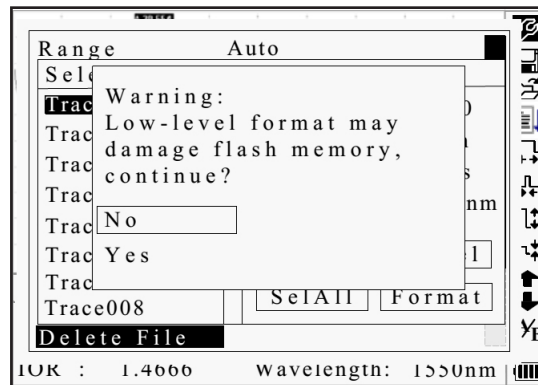 Range Auto
Sele
Trac
Trac
Trac
Trac
Trac
Trac
Trac
Trace008
Warning:
Low-level format may
damage flash memory,
continue?
No
Yes
nm
SelAll Format
Delete File
IOR : 1.4666 Wavelength: 1550nm